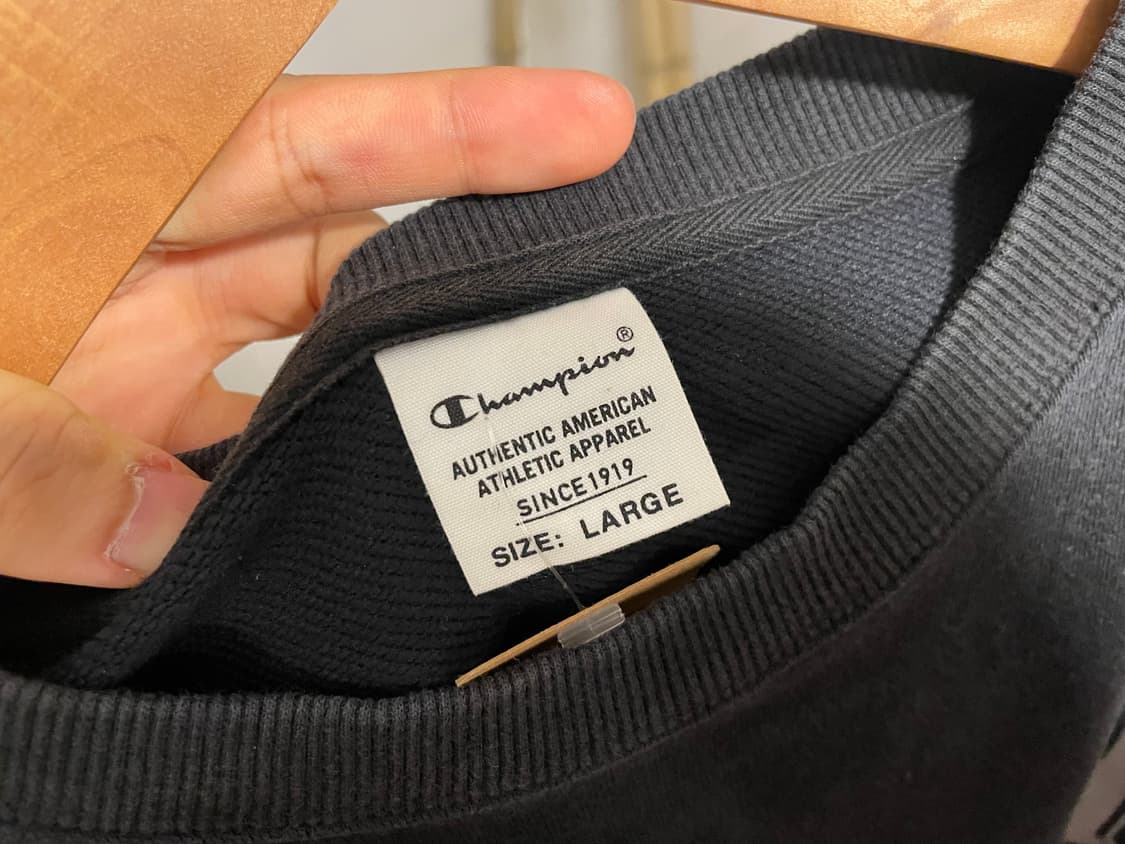 Champion®
AUTHENTIC AMERICAN
ATHLETIC APPAREL
SINCE 1919
SIZE: LARGE